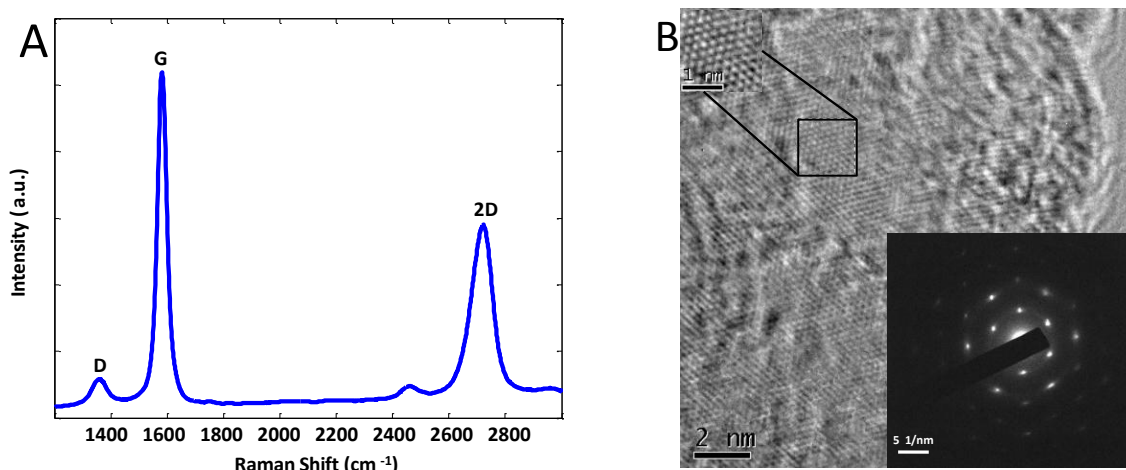 A
G
2D
D
Intensity (a.u.)
1400 1600 1800 2000 2200 2400 2600 2800
Raman Shift (cm -1)
B
1 nm
2 nm
5 1/nm